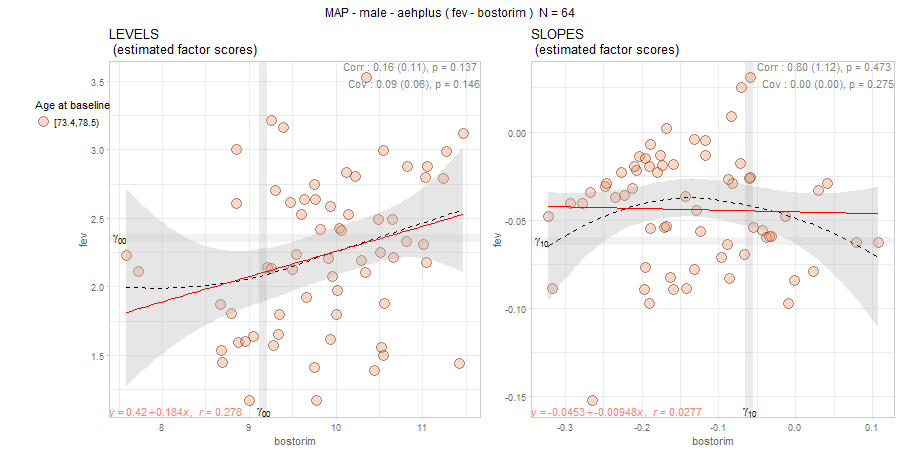 MAP - male - aehplus ( fev - bostorim ) N = 64
LEVELS
(estimated factor scores)
Corr : 0.16 (0.11), p = 0.137
Cov : 0.09 (0.06), p = 0.146
Age at baseline
[73.4,78.5)
3.5
3.0
2.5
2.0
1.5
fev
γ00
γ00
y = 0.42+0.184x, r = 0.278
8
9
10
11
bostorim
SLOPES
(estimated factor scores)
Corr : 0.80 (1.12), p = 0.473
Cov : 0.00 (0.00), p = 0.275
0.00
-0.05
-0.10
-0.15
fev
γ10
γ10
y = -0.0453+-0.00948x, r = 0.0277
-0.3
-0.2
-0.1
0.0
0.1
bostorim